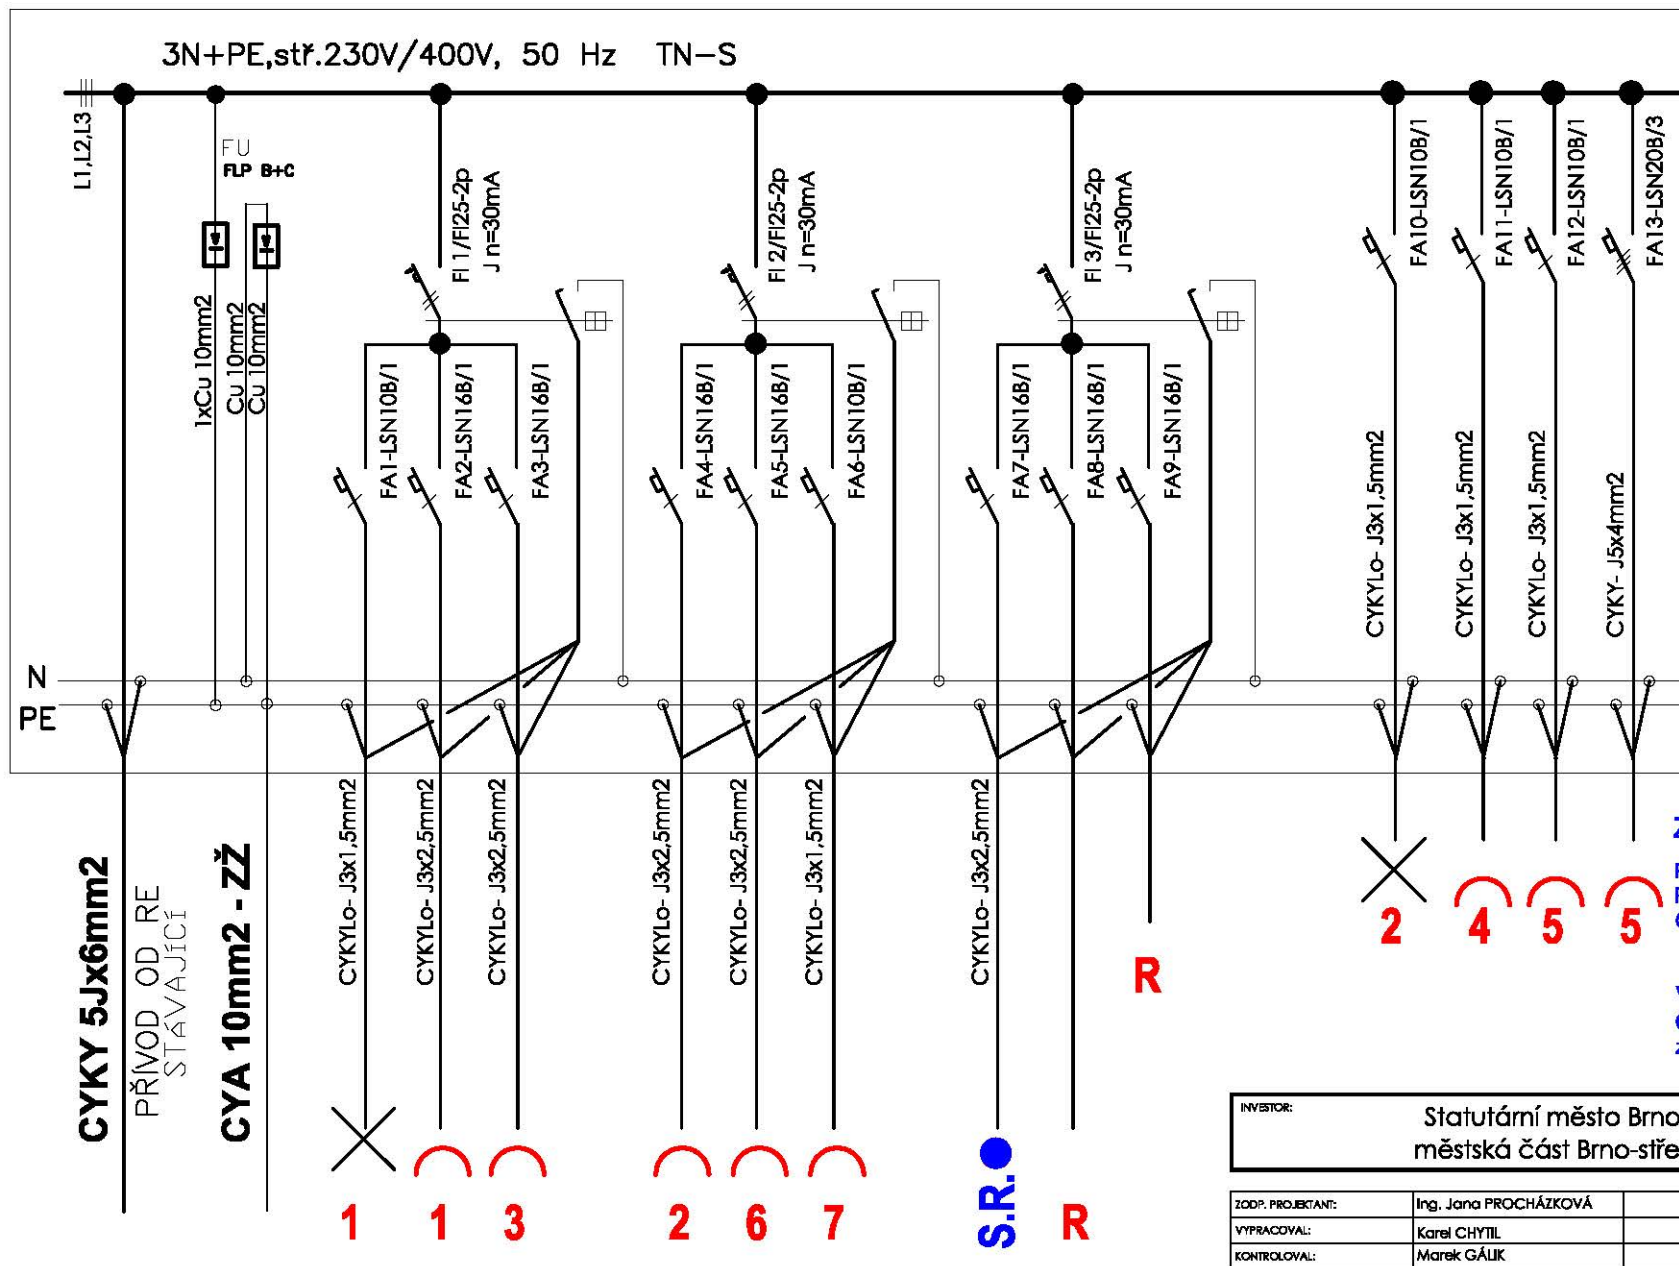 3N+PE,stř.230V/400V, 50 Hz TN-S
L1,L2,L3
FU
FLP B+C
1xCu 10mm2
Cu 10mm2
Cu 10mm2
FI 1/FI25-2p
J n=30mA
FI 2/FI25-2p
J n=30mA
FI 3/FI25-2p
J n=30mA
FA1-LSN10B/1
FA2-LSN16B/1
FA3-LSN16B/1
FA4-LSN16B/1
FA5-LSN16B/1
FA6-LSN10B/1
FA7-LSN16B/1
FA8-LSN16B/1
FA9-LSN16B/1
FA10-LSN10B/1
FA11-LSN10B/1
FA12-LSN10B/1
FA13-LSN20B/3
CYKYLo- J3x1,5mm2
CYKYLo- J3x1,5mm2
CYKYLo- J3x1,5mm2
CYKY- J5x4mm2
N
PE
CYKY 5Jx6mm2
PŘÍVOD OD RE
STÁVAJÍCÍ
CYA 10mm2 - ZŽ
CYKYLo- J3x1,5mm2
CYKYLo- J3x2,5mm2
CYKYLo- J3x2,5mm2
CYKYLo- J3x2,5mm2
CYKYLo- J3x2,5mm2
CYKYLo- J3x1,5mm2
CYKYLo- J3x2,5mm2
2
4
5
5
R
1
1
3
2
6
7
S.R.
R
INVESTOR:
Statutární město Brno
městská část Brno-stře
ZODP. PROJEKTANT:
Ing. Jana PROCHÁZKOVÁ
VYPRACOVAL:
Karel CHYTIL
KONTROLOVAL:
Marek GÁLIK